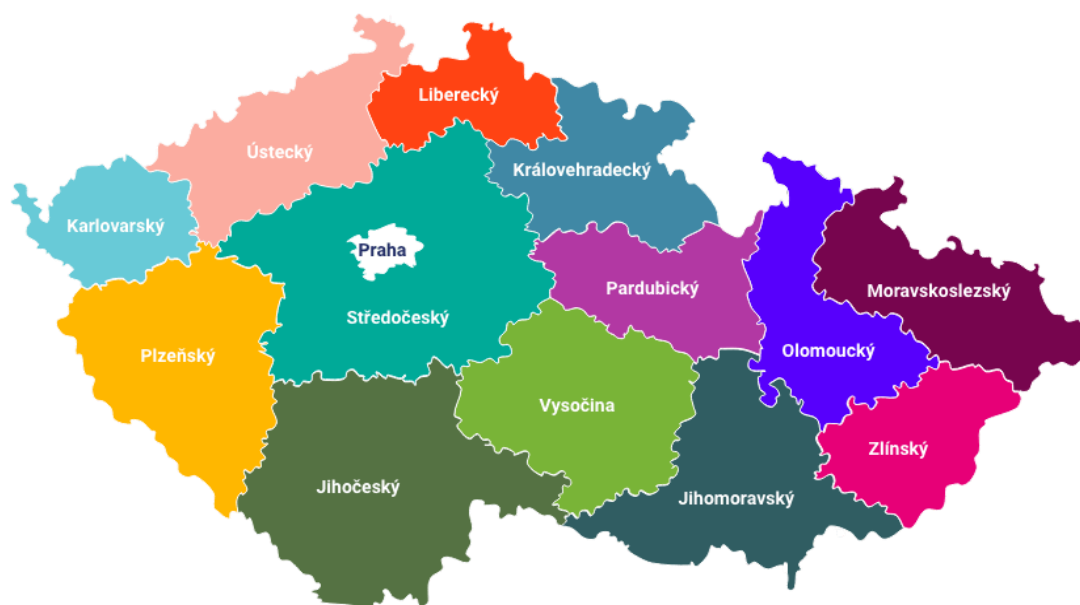 Liberecký
Ústecký
Královehradecký
Karlovarský
Praha
Pardubický
Moravskoslezský
Středočeský
Olomoucký
Plzeňský
Vysočina
Zlínský
Jihočeský
Jihomoravský